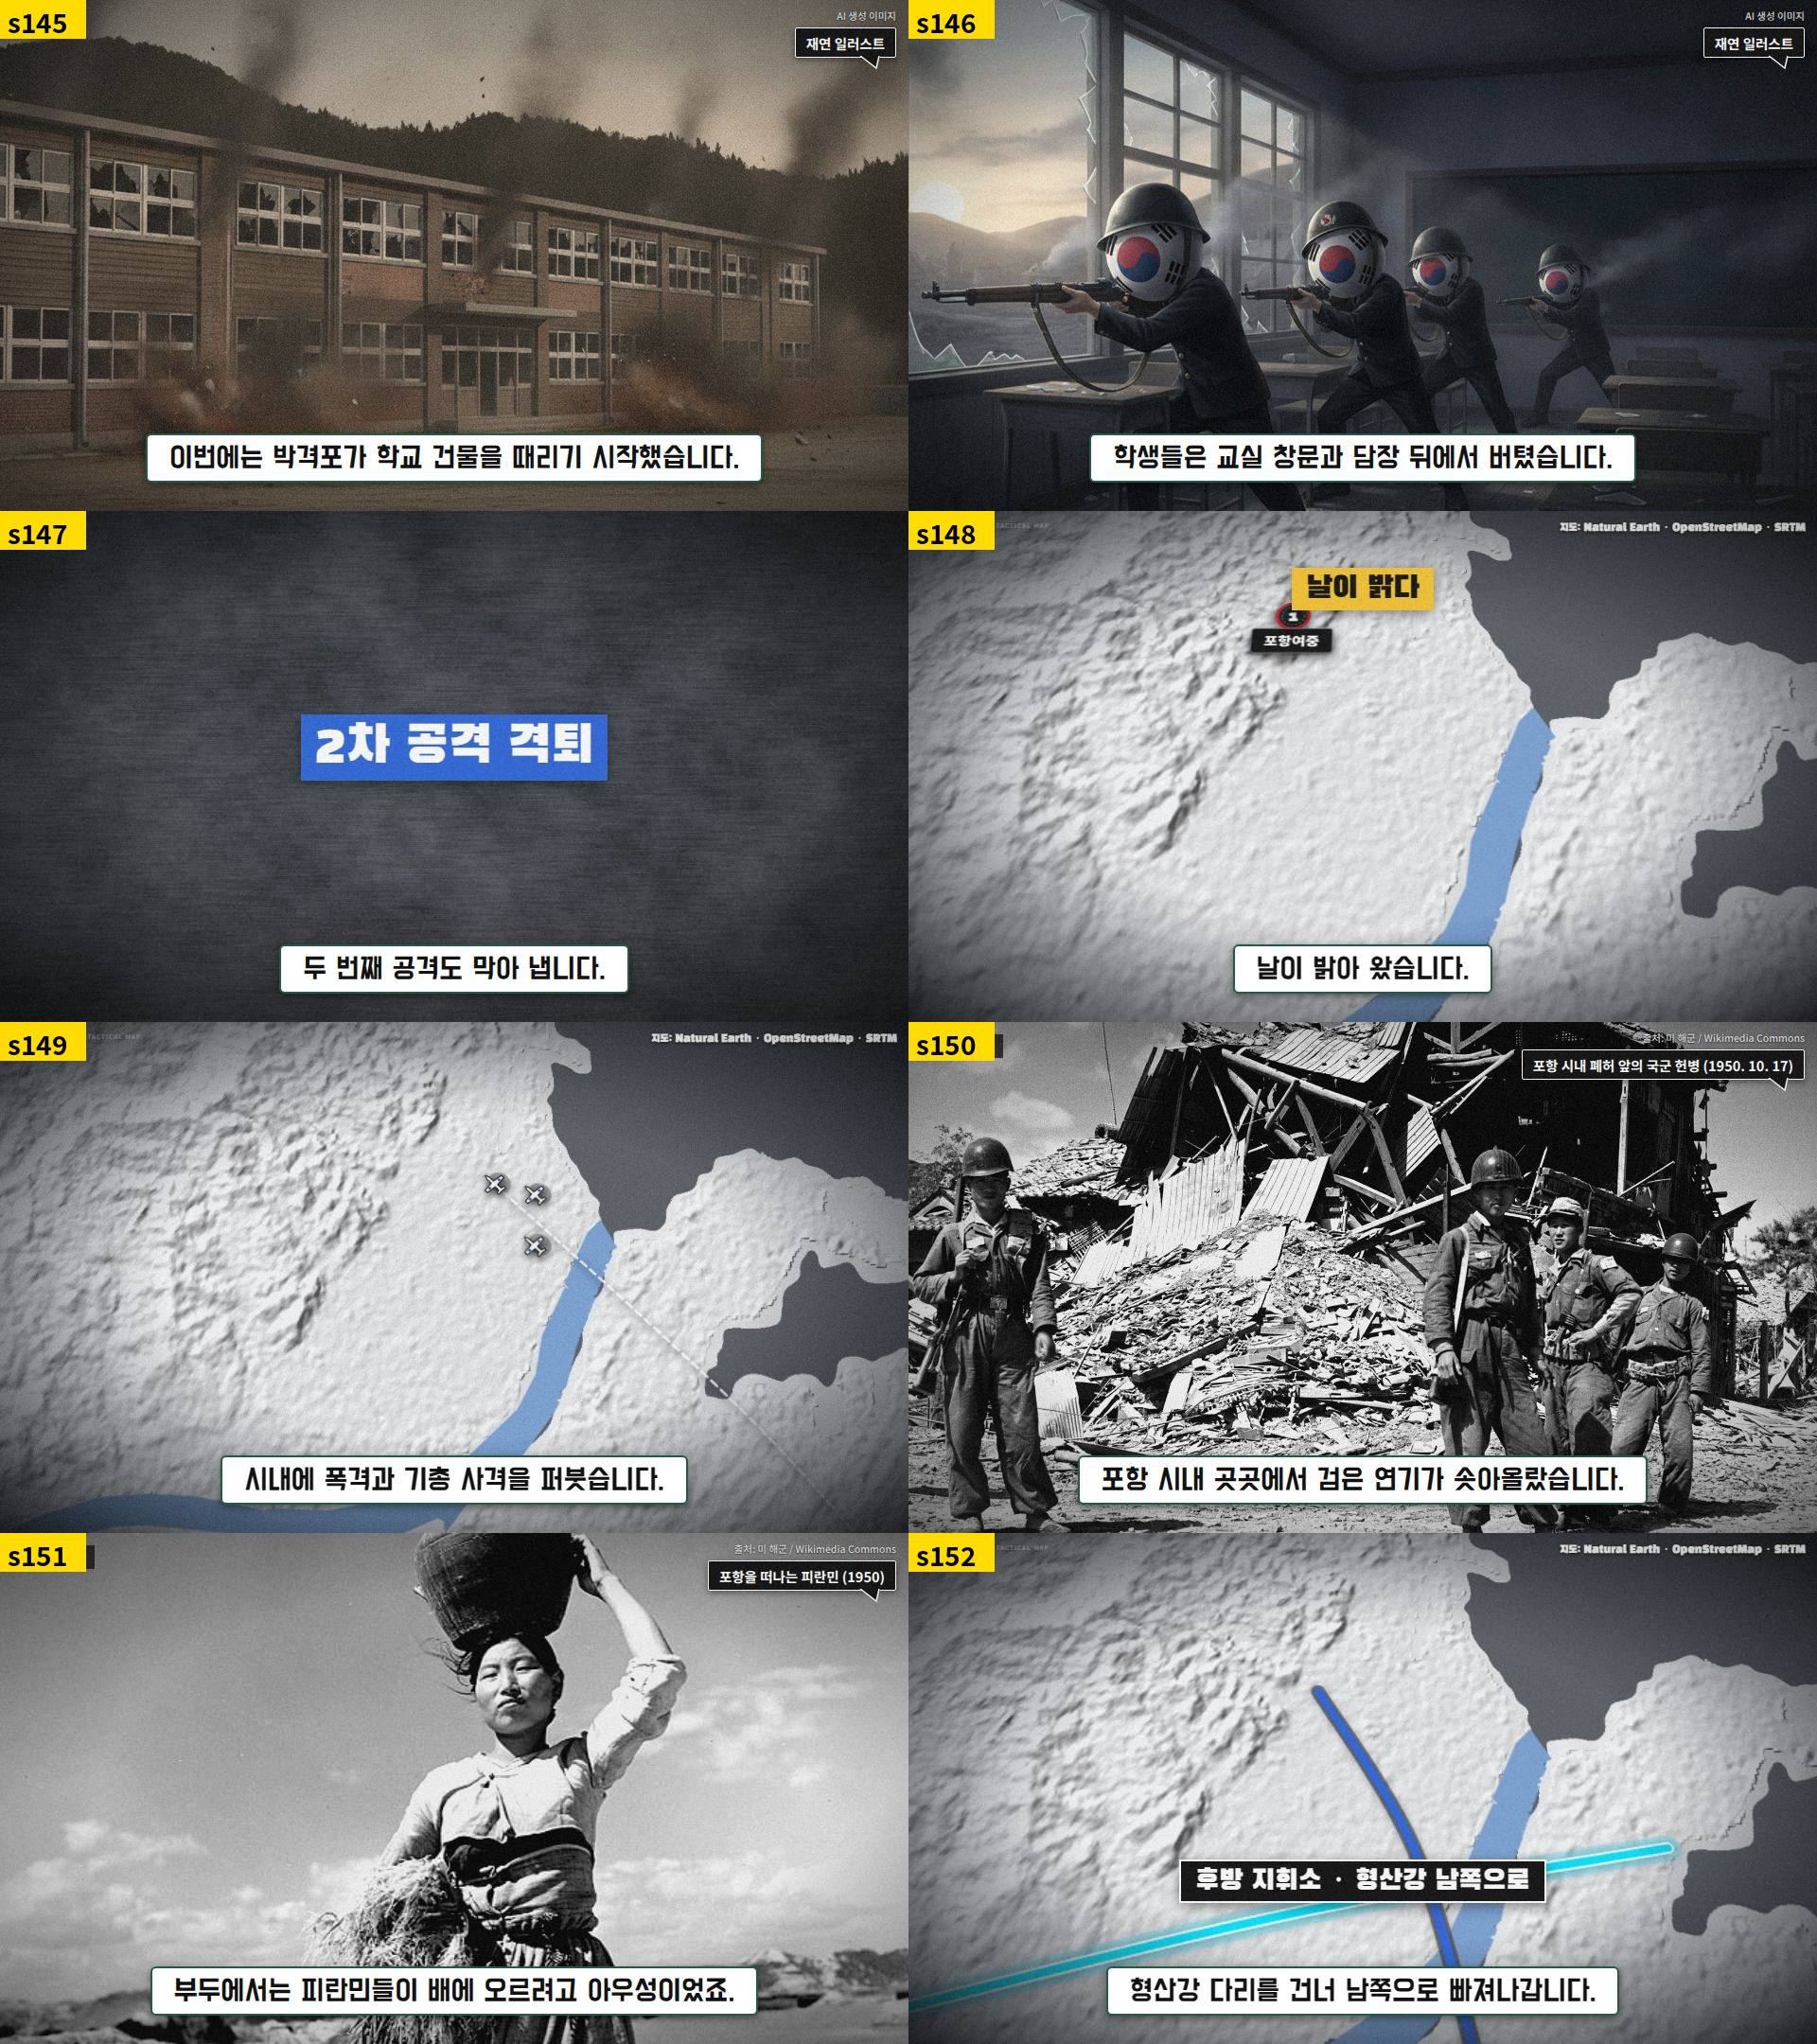 s145
AI 생성 이미지
재연 일러스트
이번에는 박격포가 학교 건물을 때리기 시작했습니다.
s146
AI 생성 이미지
재연 일러스트
학생들은 교실 창문과 담장 뒤에서 버텼습니다.
s147
2차 공격 격퇴
두 번째 공격도 막아 냅니다.
s148
TACTICAL MAP
지도: Natural Earth · OpenStreetMap · SRTM
날이 밝다
1
포항여중
날이 밝아 왔습니다.
s149
TACTICAL MAP
지도: Natural Earth · OpenStreetMap · SRTM
시내에 폭격과 기총 사격을 퍼붓습니다.
s150
출처: 미 해군 / Wikimedia Commons
포항 시내 폐허 앞의 국군 헌병 (1950. 10. 17)
포항 시내 곳곳에서 검은 연기가 솟아올랐습니다.
s151
출처: 미 해군 / Wikimedia Commons
포항을 떠나는 피란민 (1950)
부두에서는 피란민들이 배에 오르려고 아우성이었죠.
s152
TACTICAL MAP
지도: Natural Earth · OpenStreetMap · SRTM
후방 지휘소 · 형산강 남쪽으로
형산강 다리를 건너 남쪽으로 빠져나갑니다.